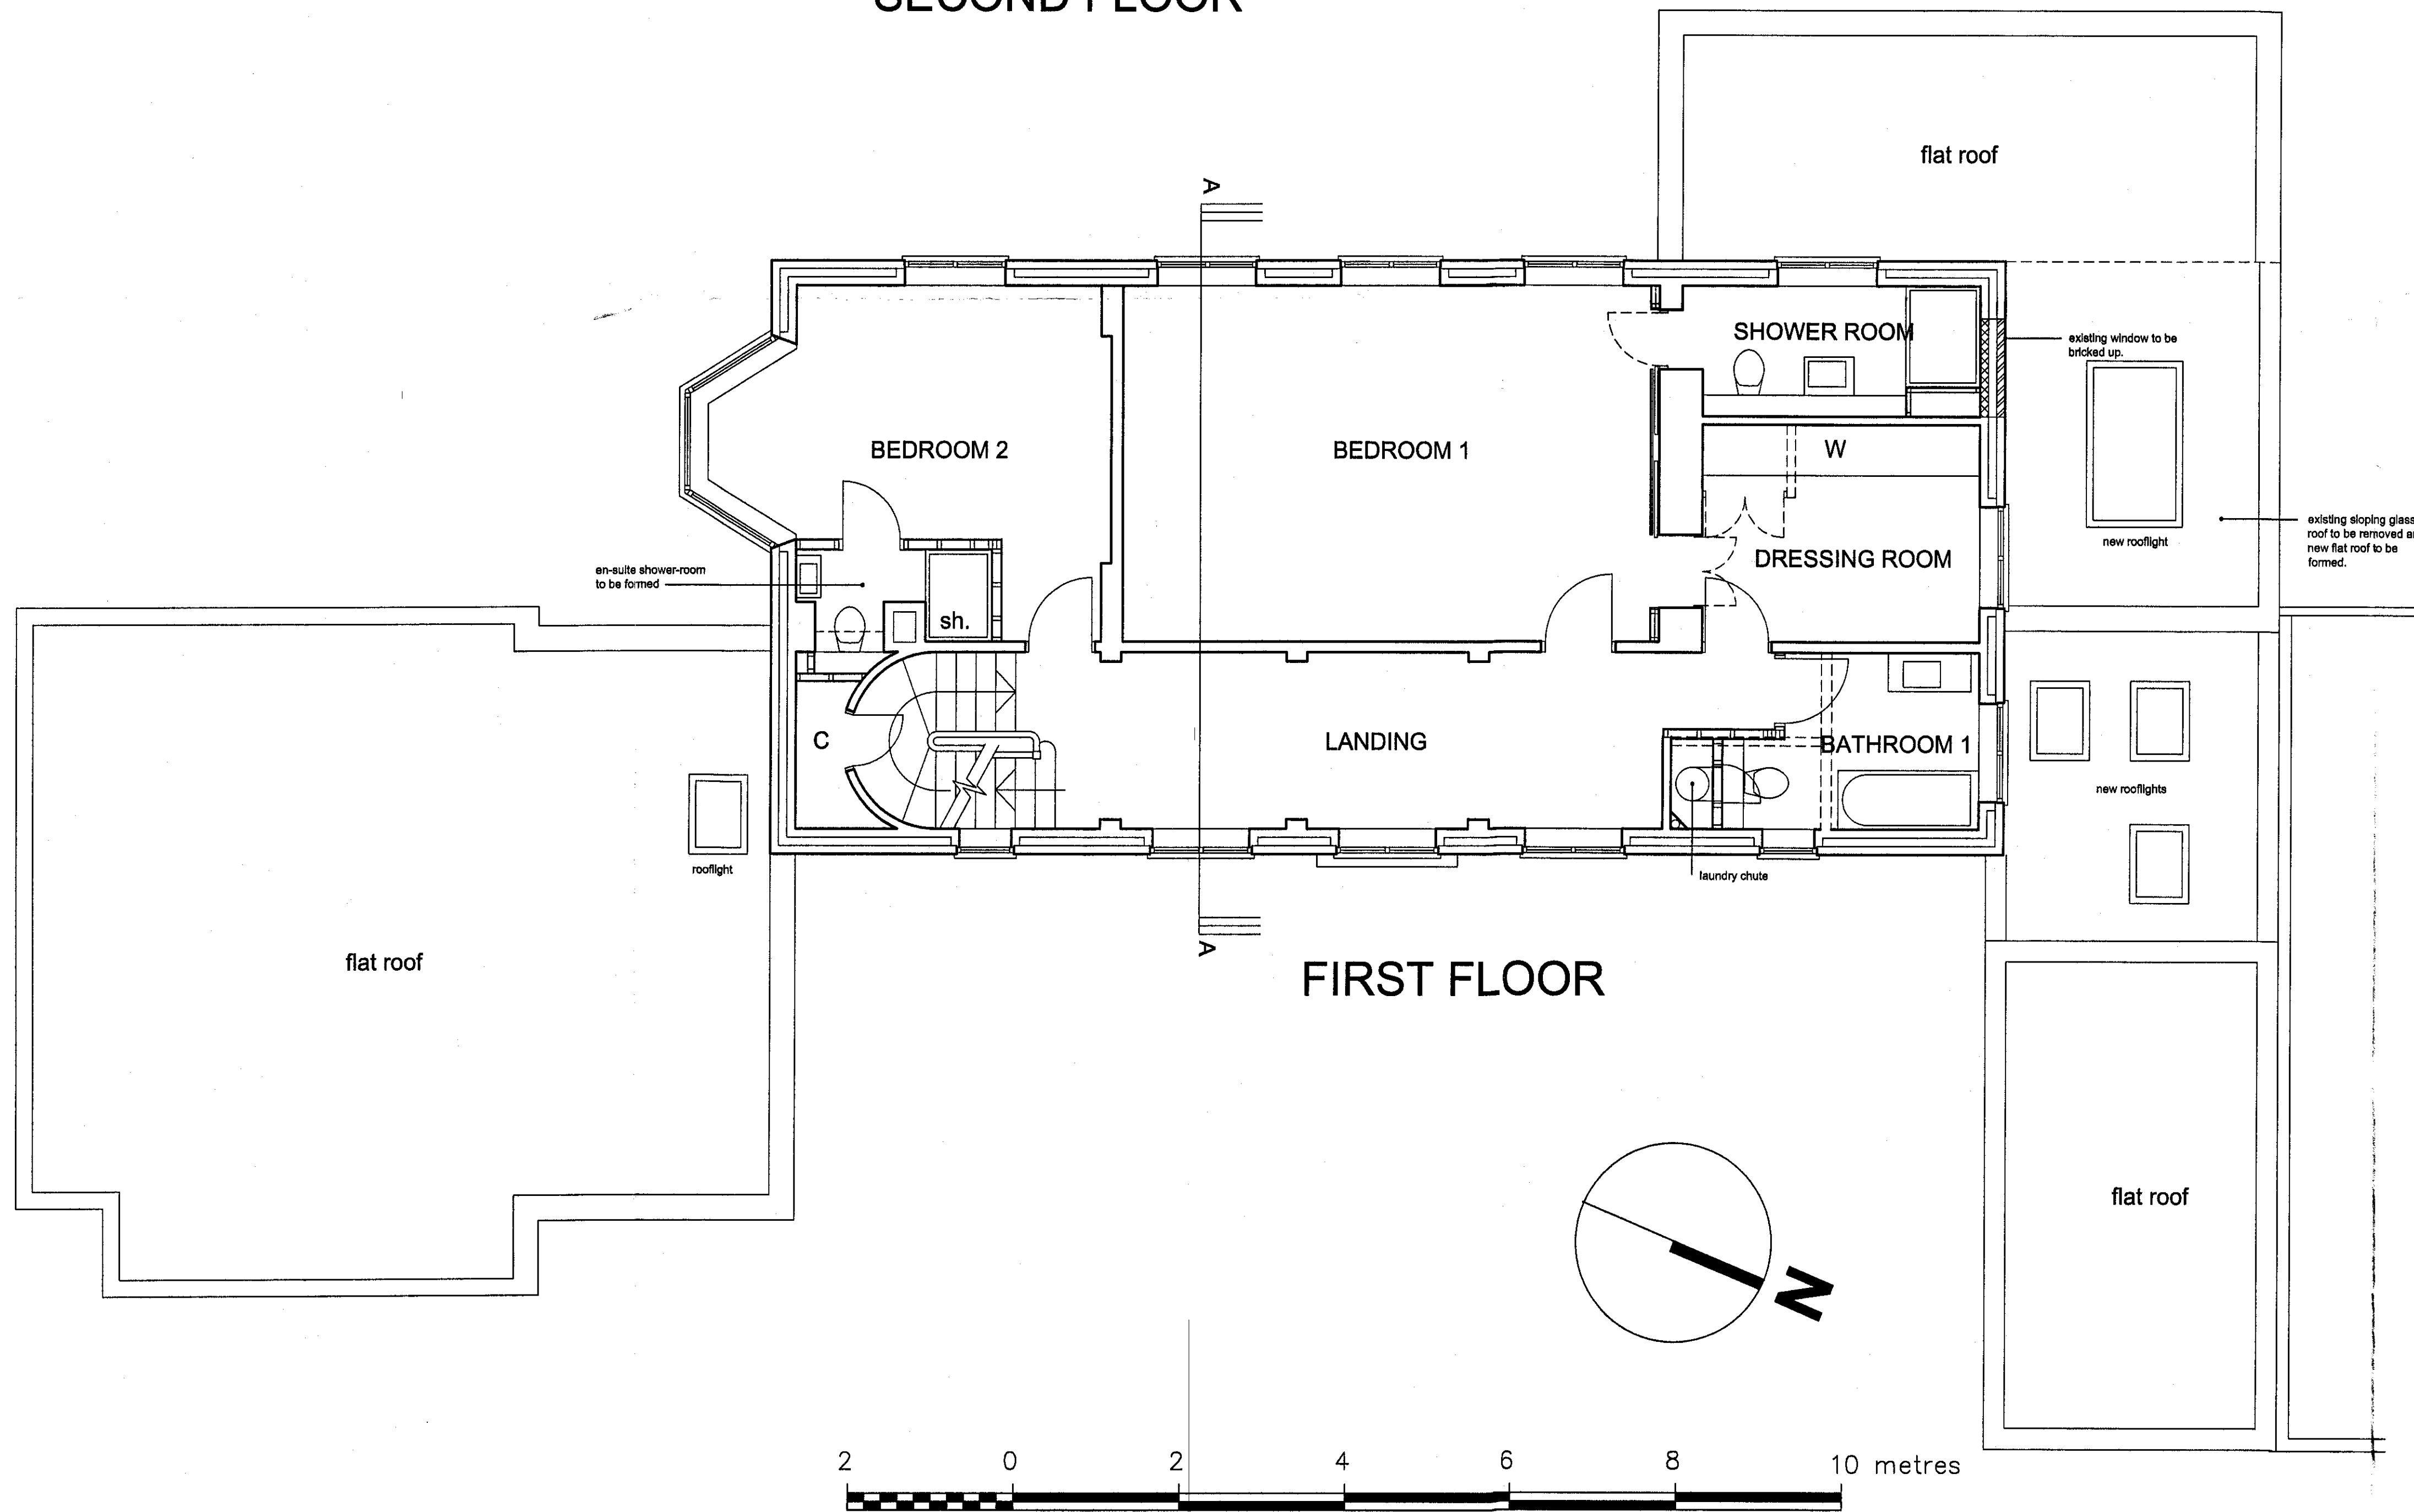 SECOND FLOOR
flat roof
A
SHOWER ROOM
existing window to be
bricked up.
BEDROOM 2
BEDROOM 1
W
new rooflight
existing sloping glass
roof to be removed
new flat roof to be
formed.
DRESSING ROOM
en-suite shower-room
to be formed
sh.
C
LANDING
BATHROOM 1
new rooflights
rooflight
laundry chute
A
flat roof
FIRST FLOOR
flat roof
N
2 0 2 4 6 8 10 metres